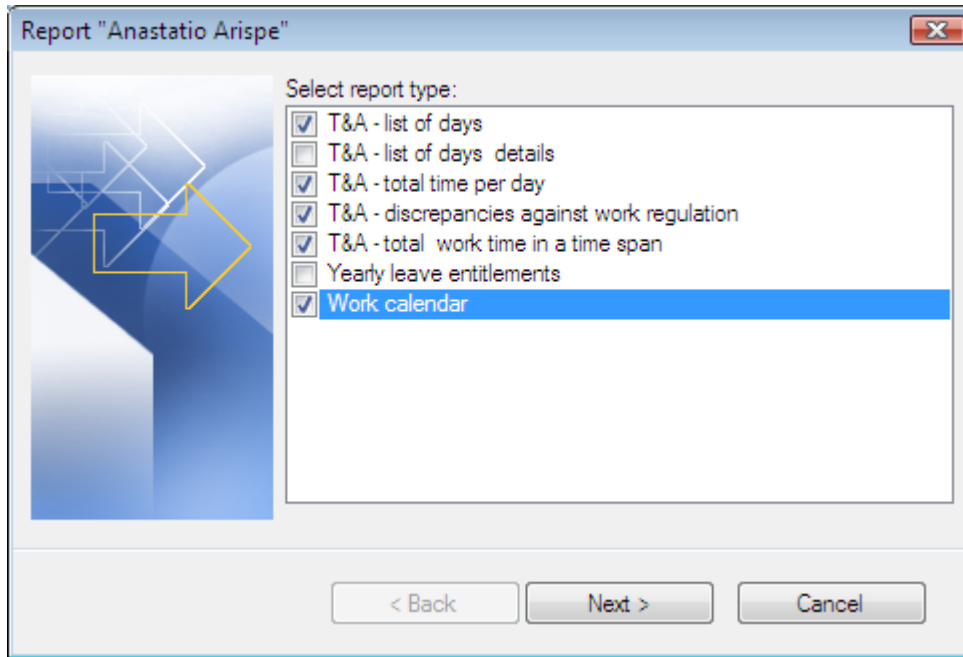 Report "Anastatio Arispe"
Select report type:
T&A - list of days
T&A - list of days  details
T&A - total time per day
T&A - discrepancies against work regulation
T&A - total  work time in a time span
Yearly leave entitlements
Work calendar
< Back
Next >
Cancel